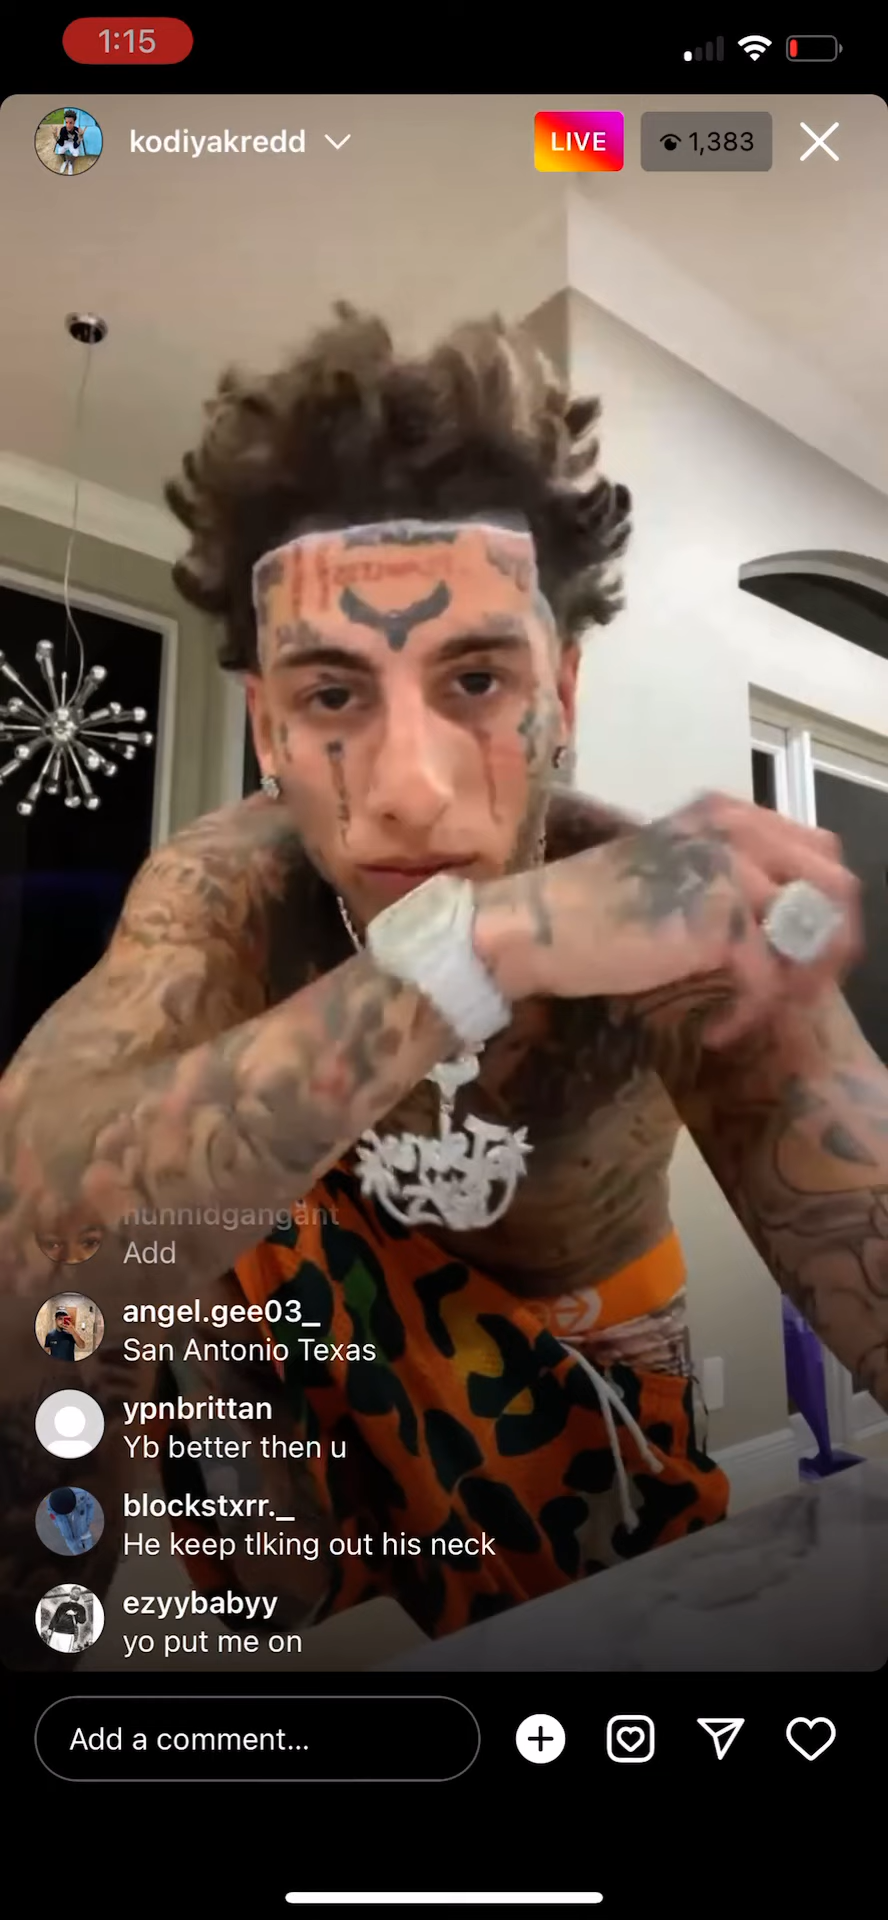 1:15
kodiyakredd
LIVE
1,383
hunnidgangant
Add
angel.gee03_
San Antonio Texas
ypnbrittan
Yb better then u
blockstxrr._
He keep tlking out his neck
ezyybabyy
yo put me on
Add a comment...